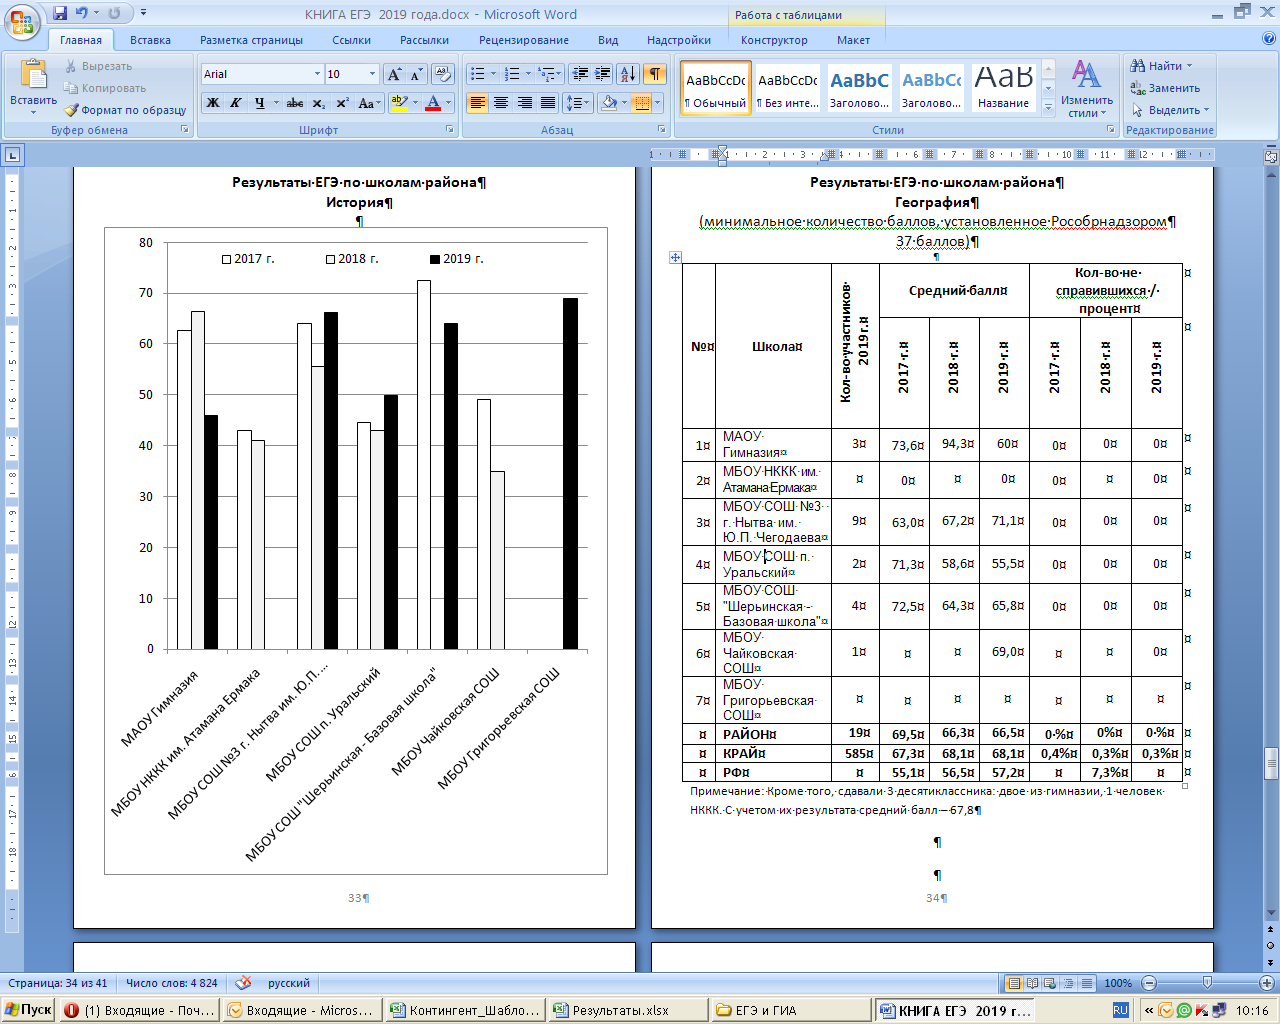 КНИГА ЕГЭ 2019 года.docx - Microsoft Word
Работа с таблицами
Главная Вставка Разметка страницы Ссылки Рассылки Рецензирование Вид Надстройки Конструктор Макет
Вставить
Вырезать
Копировать
Формат по образцу
Буфер обмена
Arial 10
Ж К Ч abc x₂ x² Aa
Шрифт
Абзац
AaBbCcDc AaBbCcDc AaBbC AaBbC AaB
¶ Обычный ¶ Без инте... Заголово... Заголово... Название
Изменить стили
Стили
Найти
Заменить
Выделить
Редактирование
Результаты·ЕГЭ·по·школам·района¶
История¶
¶
2017 г. 2018 г. 2019 г.
80
70
60
50
40
30
20
10
0
МАОУ Гимназия
МБОУ НККК им. Атамана Ермака
МБОУ СОШ №3 г. Нытва им. Ю.П. ...
МБОУ СОШ п. Уральский
МБОУ СОШ "Шерьинская - Базовая школа"
МБОУ Чайковская СОШ
МБОУ Григорьевская СОШ
33¶
Результаты·ЕГЭ·по·школам·района¶
География¶
(минимальное·количество·баллов,·установленное·Рособрнадзором¶
37·баллов)¶
¶
№¤ Школа¤ Кол-во·участников· 2019·г.¤ Средний·балл¤ Кол-во·не· справившихся·/· процент¤
2017·г.¤ 2018·г.¤ 2019·г.¤ 2017·г.¤ 2018·г.¤ 2019·г.¤
1¤ МАОУ· Гимназия¤ 3¤ 73,6¤ 94,3¤ 60¤ 0¤ 0¤ 0¤
2¤ МБОУ·НККК·им.· Атамана·Ермака¤ ¤ 0¤ ¤ 0¤ 0¤ 0¤ 0¤
3¤ МБОУ·СОШ·№3·· г.·Нытва·им.· Ю.П.·Чегодаева¤ 9¤ 63,0¤ 67,2¤ 71,1¤ 0¤ 0¤ 0¤
4¤ МБОУ·СОШ·п.· Уральский¤ 2¤ 71,3¤ 58,6¤ 55,5¤ 0¤ 0¤ 0¤
5¤ МБОУ·СОШ· "Шерьинская·-· Базовая·школа"¤ 4¤ 72,5¤ 64,3¤ 65,8¤ 0¤ 0¤ 0¤
6¤ МБОУ· Чайковская· СОШ¤ 1¤ ¤ ¤ 69,0¤ ¤ ¤ 0¤
7¤ МБОУ· Григорьевская· СОШ¤ ¤ ¤ ¤ ¤ ¤ ¤ ¤
¤ РАЙОН¤ 19¤ 69,5¤ 66,3¤ 66,5¤ 0·%¤ 0%¤ 0·%¤
¤ КРАЙ¤ 585¤ 67,3¤ 68,1¤ 68,1¤ 0,4%¤ 0,3%¤ 0,3%¤
¤ РФ¤ ¤ 55,1¤ 56,5¤ 57,2¤ ¤ 7,3%¤ ¤
Примечание:·Кроме·того,·сдавали·3·десятиклассника:·двое·из·гимназии,·1·человек·
НККК.·С·учетом·их·результата·средний·балл·–·67,8¶
¶
¶
34¶
Страница: 34 из 41 Число слов: 4 824 русский 100%
Пуск (1) Входящие - Поч... Входящие - Micros... Контингент_Шабло... Результаты.xlsx ЕГЭ и ГИА КНИГА ЕГЭ 2019 г... RU 10:16